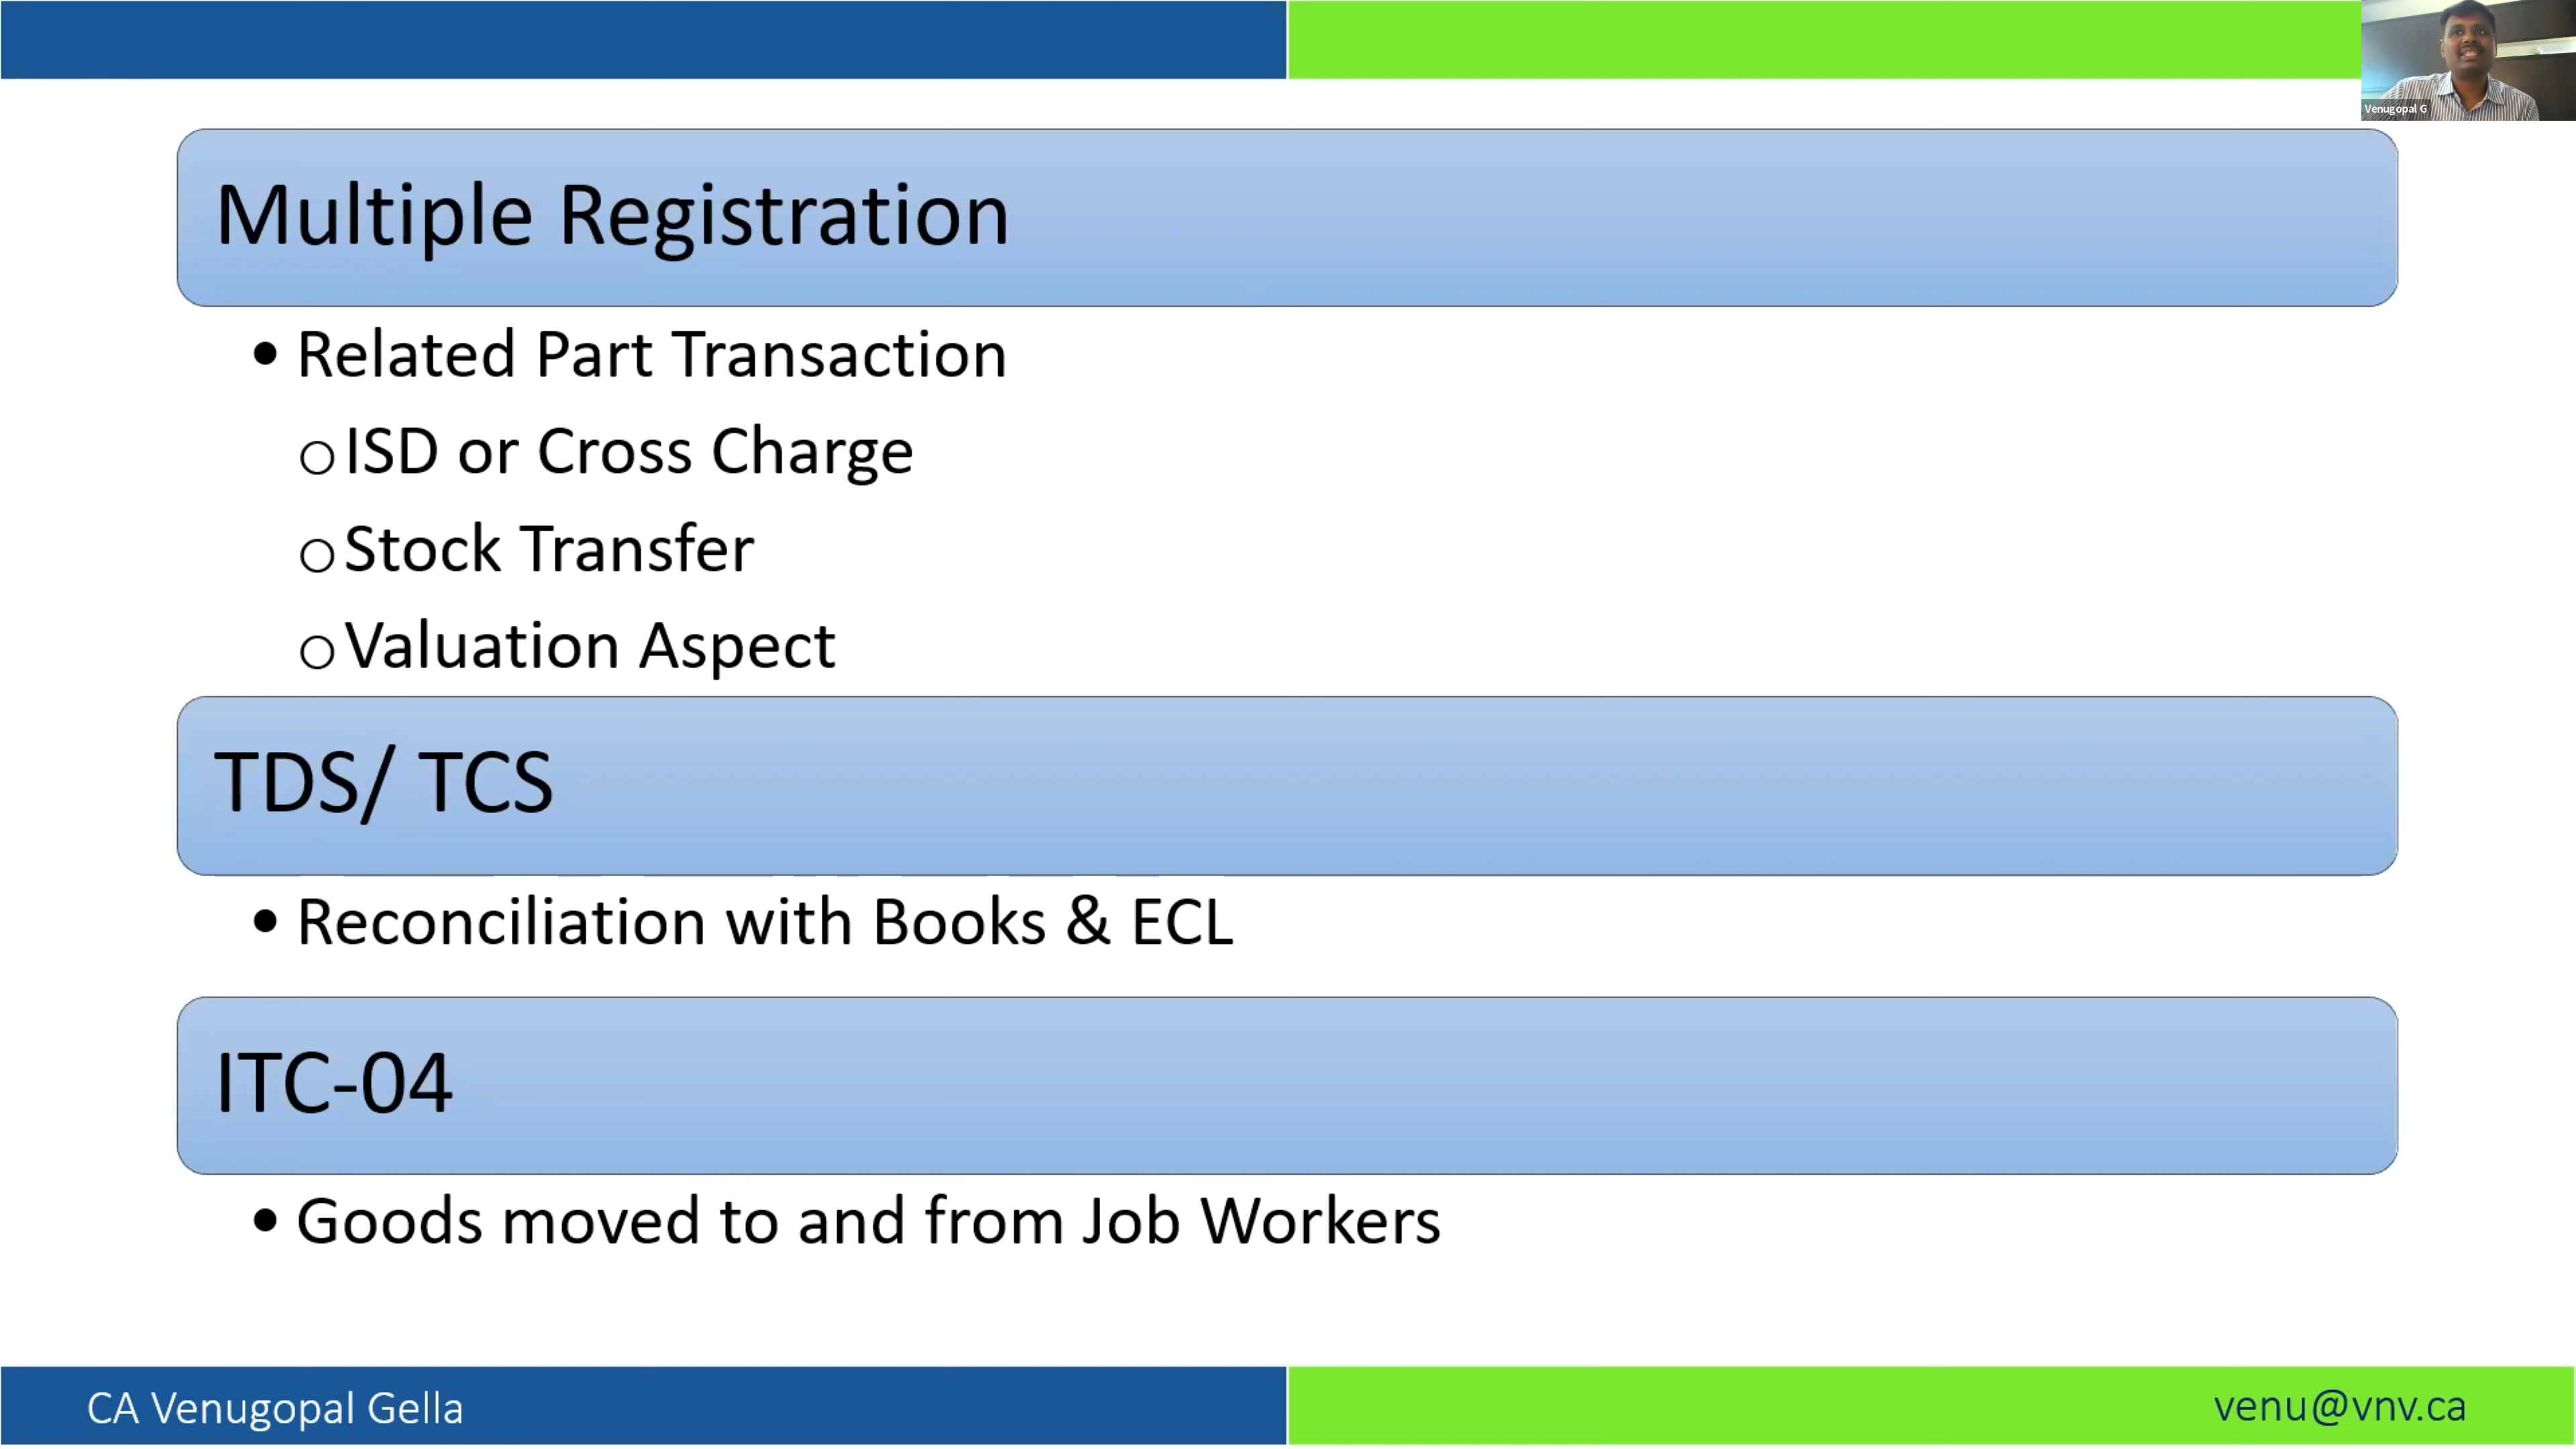 Venugopal G
Multiple Registration
• Related Part Transaction
○ ISD or Cross Charge
○ Stock Transfer
○ Valuation Aspect
TDS/ TCS
• Reconciliation with Books & ECL
ITC-04
• Goods moved to and from Job Workers
CA Venugopal Gella
venu@vnv.ca